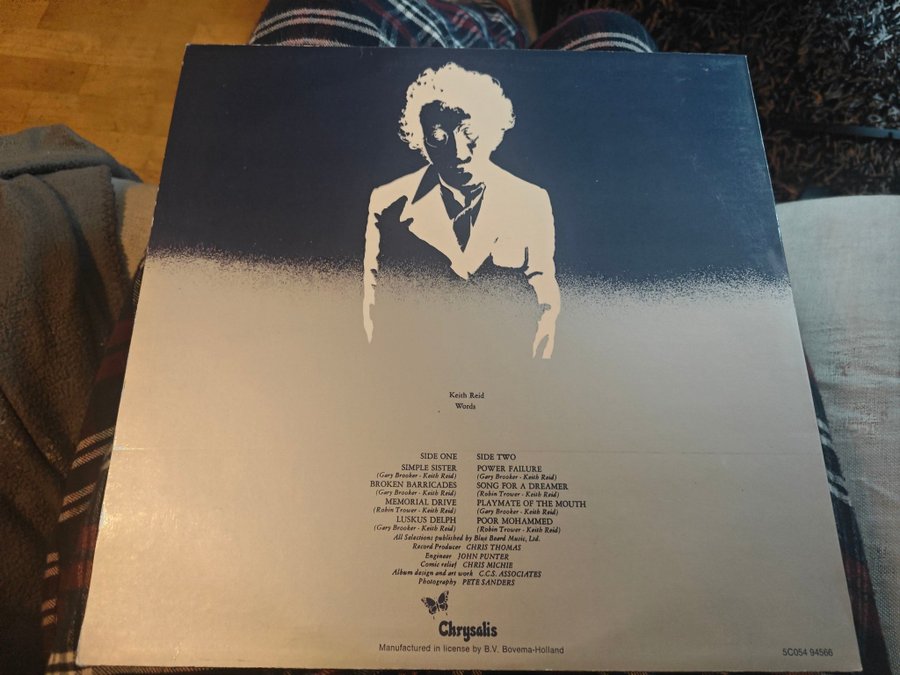 Keith Reid
Words
SIDE ONE
SIMPLE SISTER
(Gary Brooker - Keith Reid)
BROKEN BARRICADES
(Gary Brooker - Keith Reid)
MEMORIAL DRIVE
(Robin Trower - Keith Reid)
LUSKUS DELPH
(Gary Brooker - Keith Reid)
SIDE TWO
POWER FAILURE
(Gary Brooker - Keith Reid)
SONG FOR A DREAMER
(Robin Trower - Keith Reid)
PLAYMATE OF THE MOUTH
(Gary Brooker - Keith Reid)
POOR MOHAMMED
(Robin Trower - Keith Reid)
All Selections published by Blue Beard Music, Ltd.
Record Producer CHRIS THOMAS
Engineer JOHN PUNTER
Comic relief CHRIS MICHIE
Album design and art work C.C.S. ASSOCIATES
Photography PETE SANDERS
Chrysalis
Manufactured in license by B.V. Bovema-Holland
5C054 94566